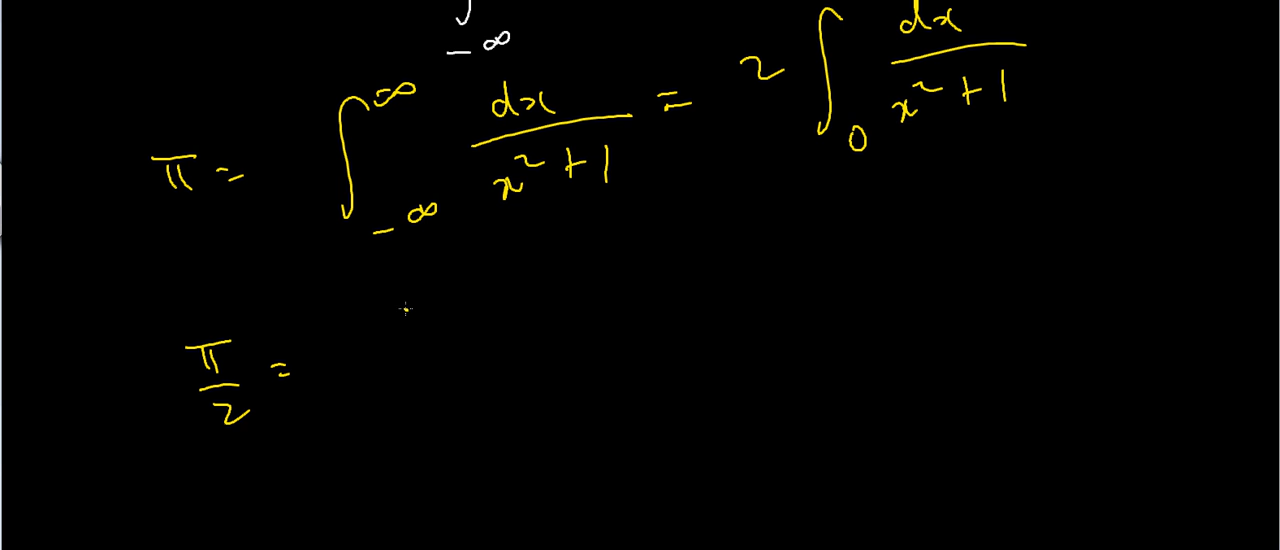 ∫ -∞
π = ∫_{-∞}^{∞} dx/(x²+1) = 2 ∫_0 dx/(x²+1)
π/2 =